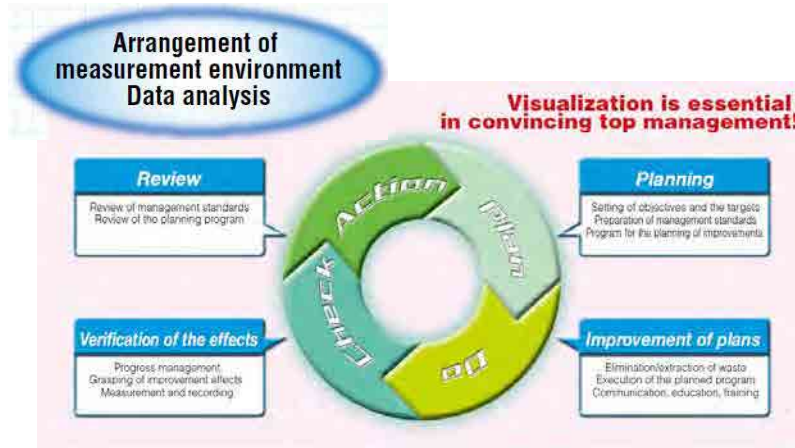 Arrangement of
measurement environment
Data analysis
Visualization is essential
in convincing top management!
Review
Review of management standards
Review of the planning program
Action
Plan
Planning
Setting of objectives and the targets
Preparation of management standards
Program for the planning of improvements
Verification of the effects
Progress management
Grasping of improvement effects
Measurement and recording
Check
Do
Improvement of plans
Elimination/extraction of waste
Execution of the planned program
Communication, education, training